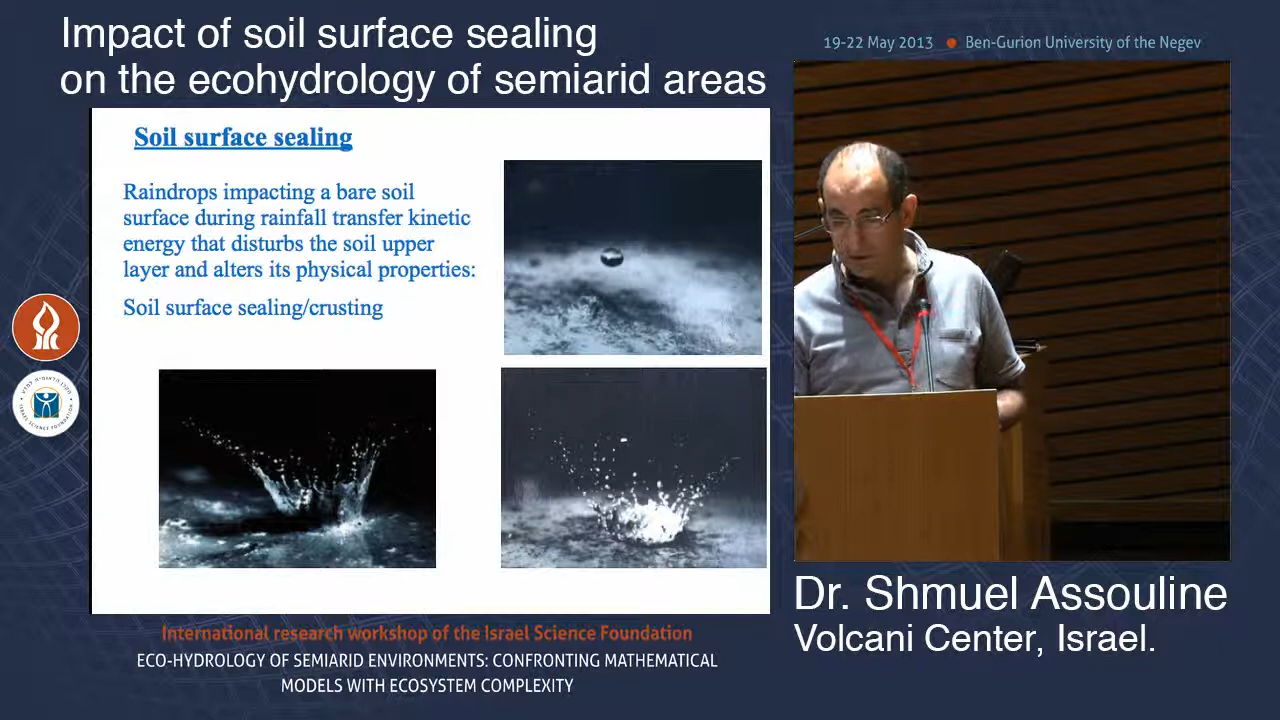 Impact of soil surface sealing
on the ecohydrology of semiarid areas
19-22 May 2013 ● Ben-Gurion University of the Negev
Soil surface sealing
Raindrops impacting a bare soil
surface during rainfall transfer kinetic
energy that disturbs the soil upper
layer and alters its physical properties:
Soil surface sealing/crusting
ISRAEL SCIENCE FOUNDATION
Dr. Shmuel Assouline
Volcani Center, Israel.
International research workshop of the Israel Science Foundation
ECO-HYDROLOGY OF SEMIARID ENVIRONMENTS: CONFRONTING MATHEMATICAL
MODELS WITH ECOSYSTEM COMPLEXITY